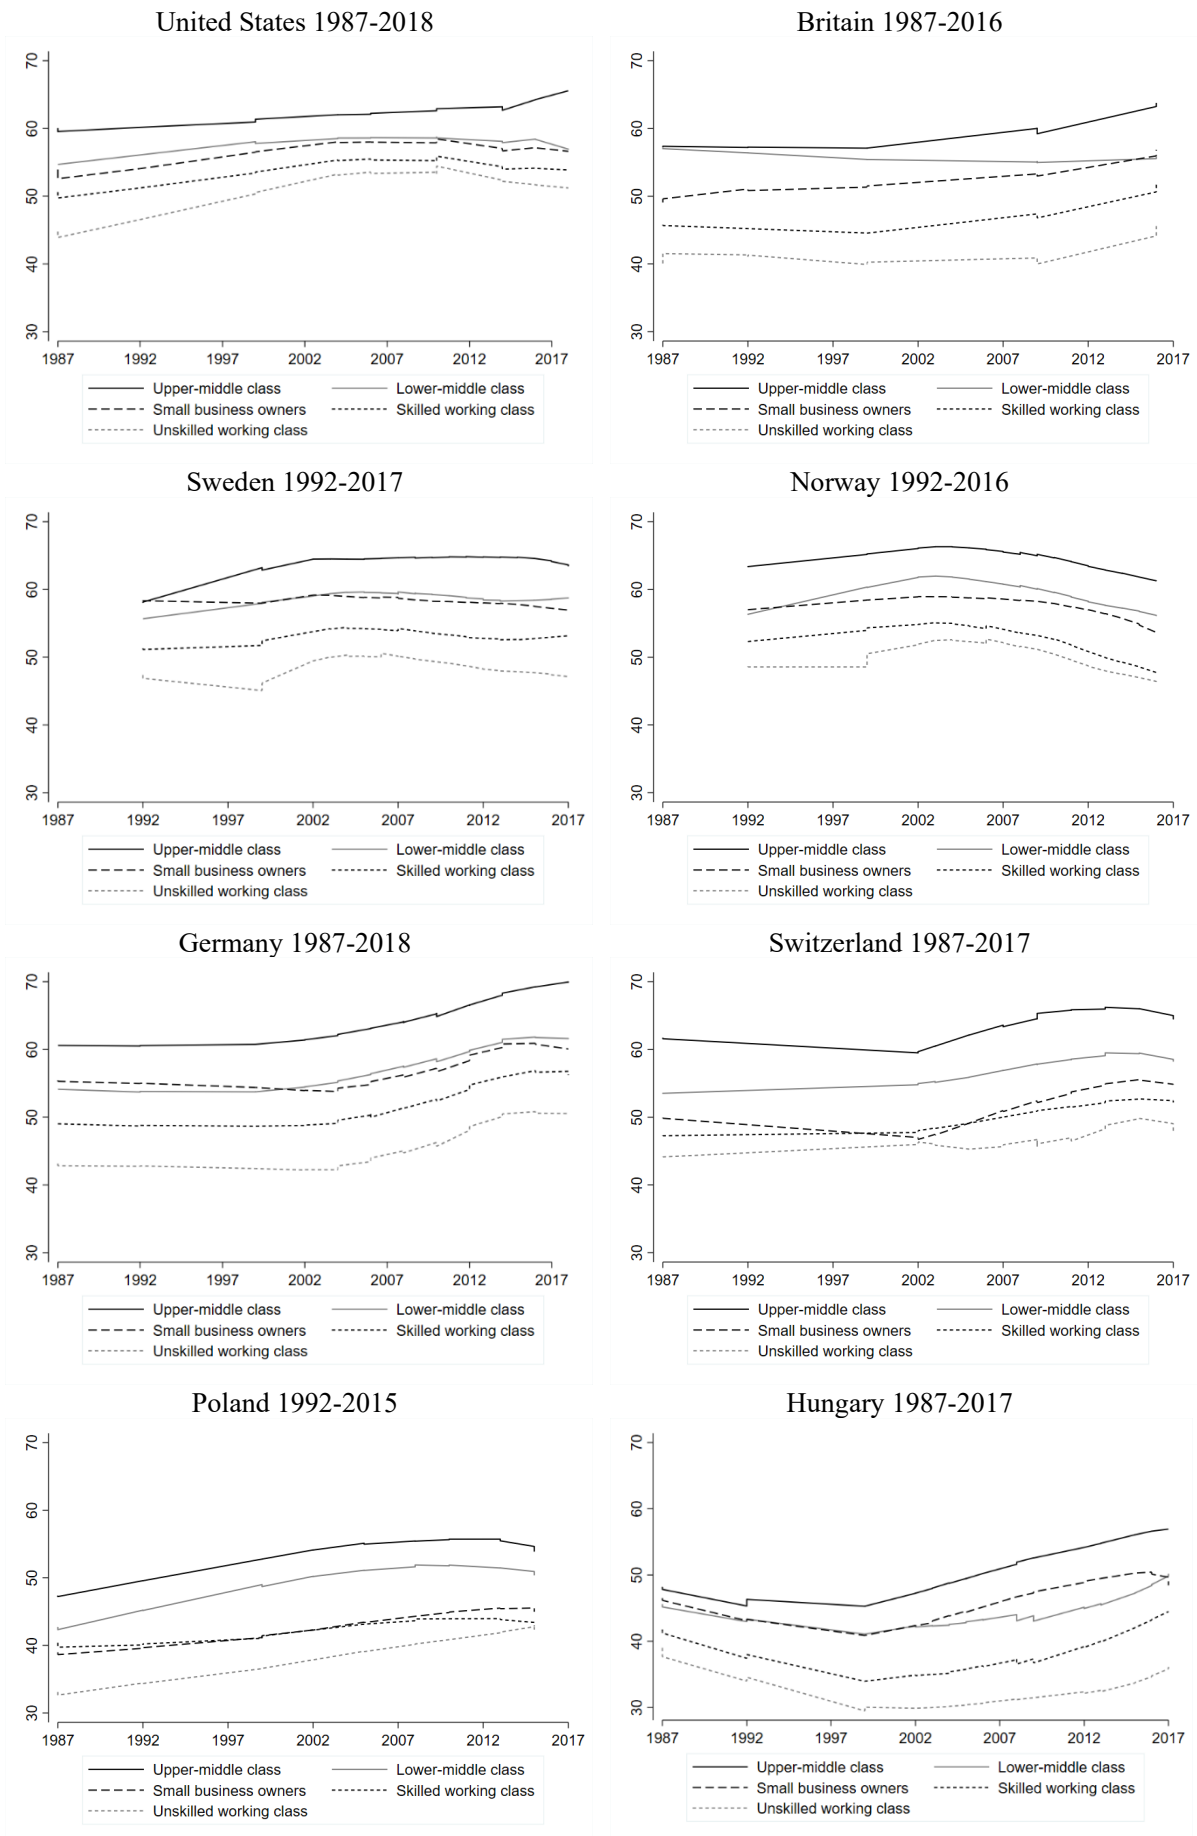 United States 1987-2018
70
60
50
40
30
1987 1992 1997 2002 2007 2012 2017
Upper-middle class Lower-middle class
Small business owners Skilled working class
Unskilled working class
Britain 1987-2016
70
60
50
40
30
1987 1992 1997 2002 2007 2012 2017
Upper-middle class Lower-middle class
Small business owners Skilled working class
Unskilled working class
Sweden 1992-2017
70
60
50
40
30
1987 1992 1997 2002 2007 2012 2017
Upper-middle class Lower-middle class
Small business owners Skilled working class
Unskilled working class
Norway 1992-2016
70
60
50
40
30
1987 1992 1997 2002 2007 2012 2017
Upper-middle class Lower-middle class
Small business owners Skilled working class
Unskilled working class
Germany 1987-2018
70
60
50
40
30
1987 1992 1997 2002 2007 2012 2017
Upper-middle class Lower-middle class
Small business owners Skilled working class
Unskilled working class
Switzerland 1987-2017
70
60
50
40
30
1987 1992 1997 2002 2007 2012 2017
Upper-middle class Lower-middle class
Small business owners Skilled working class
Unskilled working class
Poland 1992-2015
70
60
50
40
30
1987 1992 1997 2002 2007 2012 2017
Upper-middle class Lower-middle class
Small business owners Skilled working class
Unskilled working class
Hungary 1987-2017
70
60
50
40
30
1987 1992 1997 2002 2007 2012 2017
Upper-middle class Lower-middle class
Small business owners Skilled working class
Unskilled working class